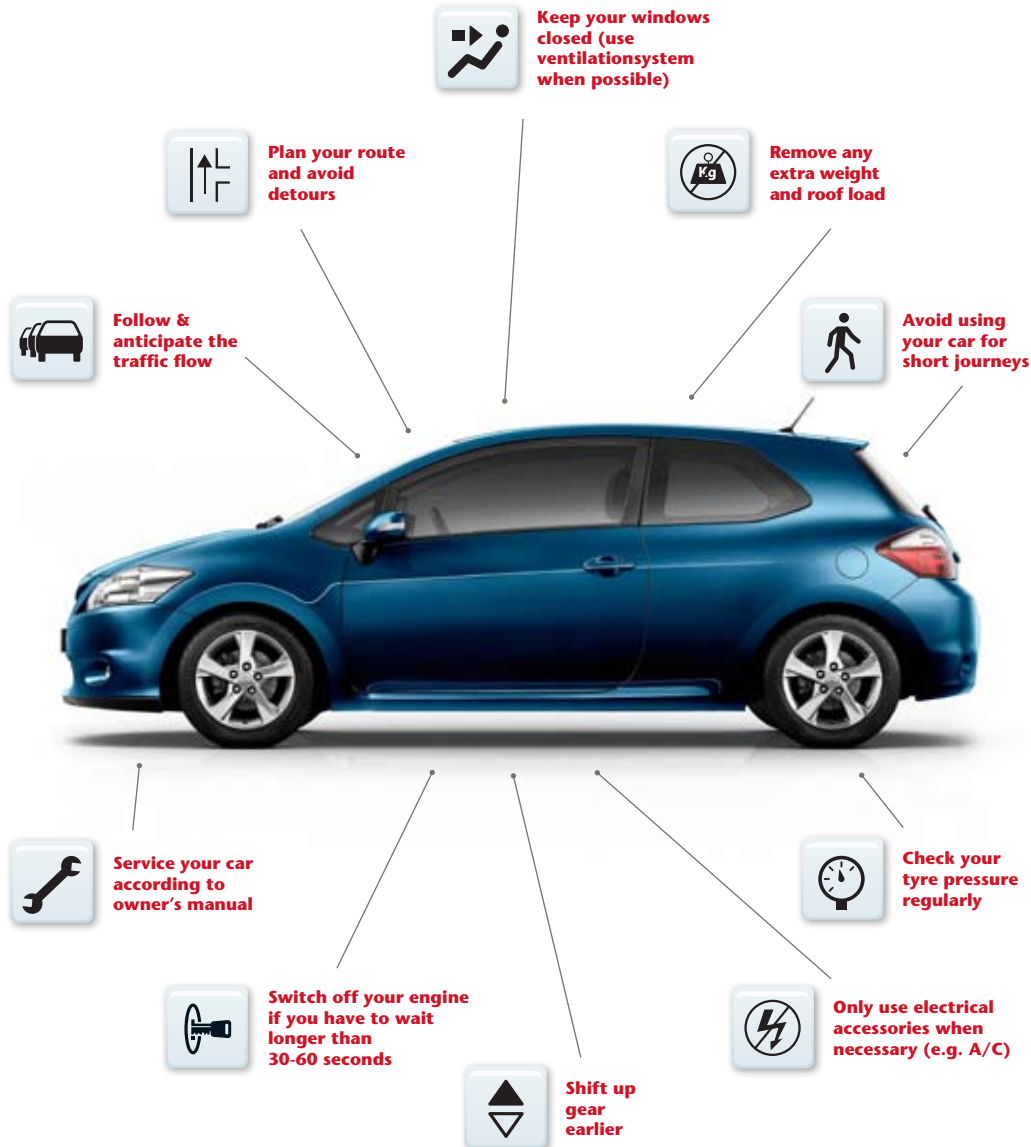 Keep your windows
closed (use
ventilationsystem
when possible)
Plan your route
and avoid
detours
Kg
Remove any
extra weight
and roof load
Follow &
anticipate the
traffic flow
Avoid using
your car for
short journeys
Service your car
according to
owner's manual
Check your
tyre pressure
regularly
Switch off your engine
if you have to wait
longer than
30-60 seconds
Only use electrical
accessories when
necessary (e.g. A/C)
Shift up
gear
earlier